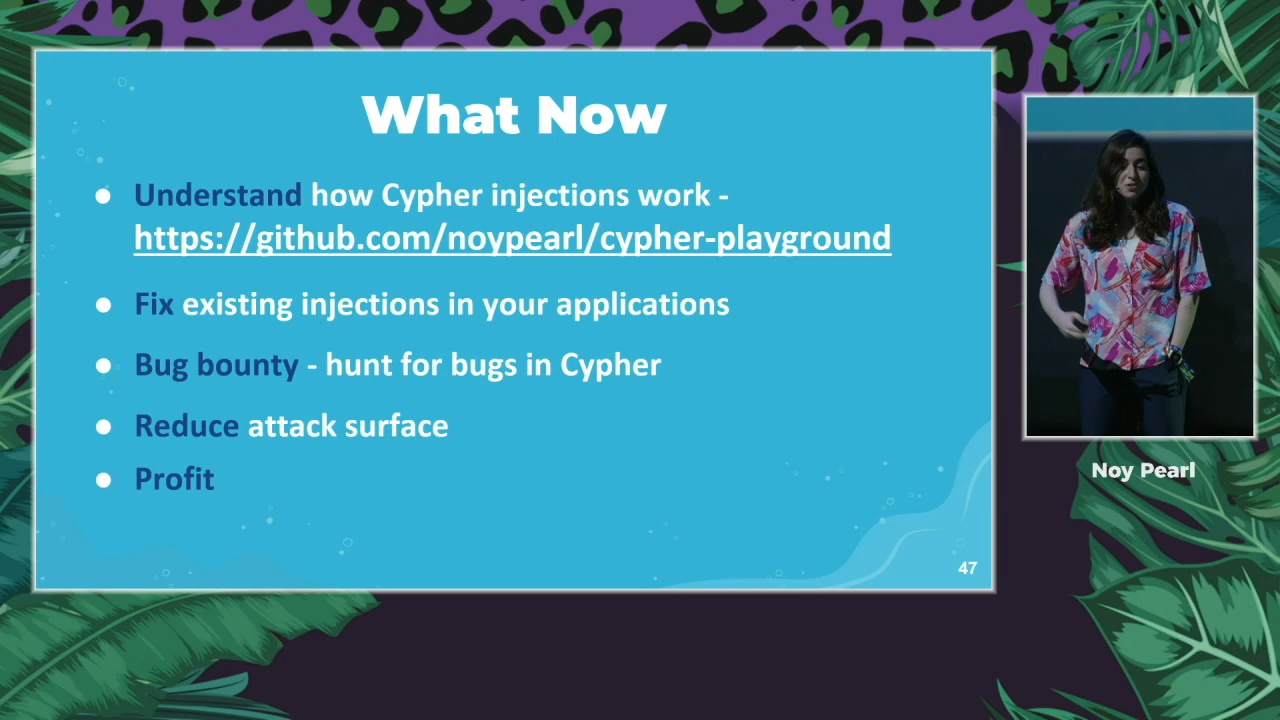 What Now
● Understand how Cypher injections work -
https://github.com/noypearl/cypher-playground
● Fix existing injections in your applications
● Bug bounty - hunt for bugs in Cypher
● Reduce attack surface
● Profit
47
Noy Pearl